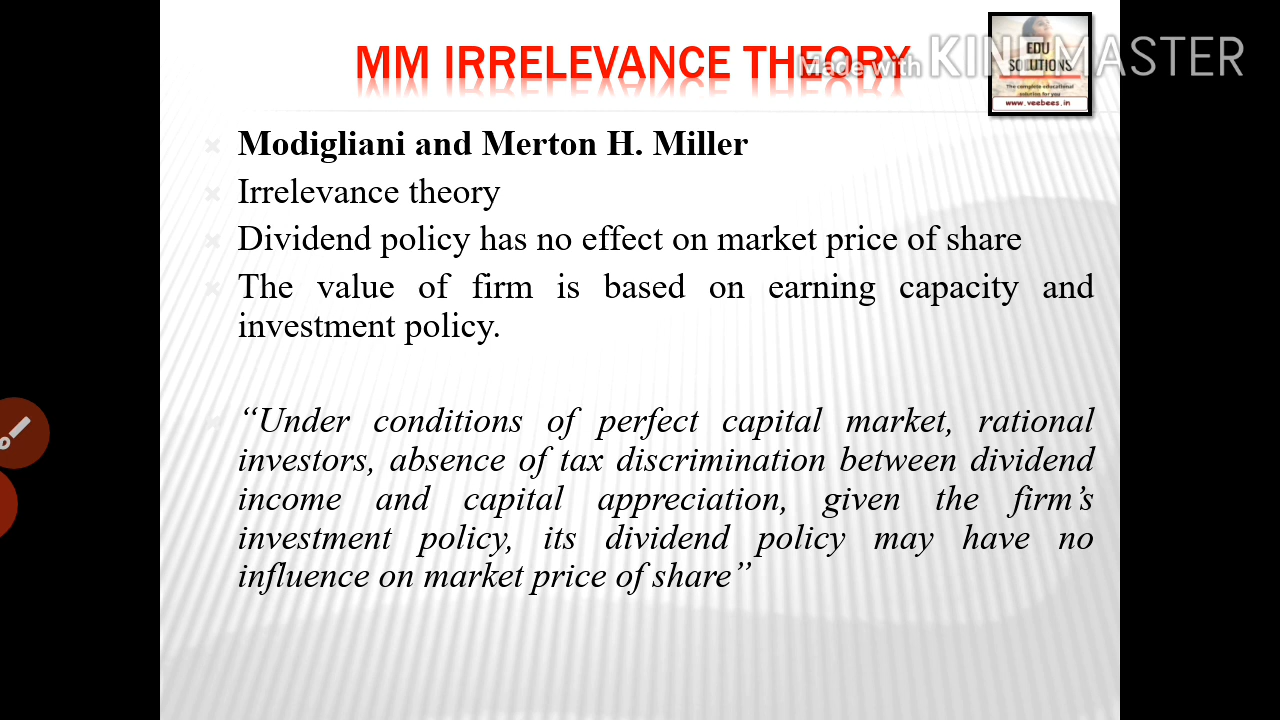 MM IRRELEVANCE THEORY
Made with KINEMASTER
EDU
SOLUTIONS
The complete educational
solution for you
www.veebees.in
Modigliani and Merton H. Miller
Irrelevance theory
Dividend policy has no effect on market price of share
The value of firm is based on earning capacity and
investment policy.
“Under conditions of perfect capital market, rational
investors, absence of tax discrimination between dividend
income and capital appreciation, given the firm’s
investment policy, its dividend policy may have no
influence on market price of share”